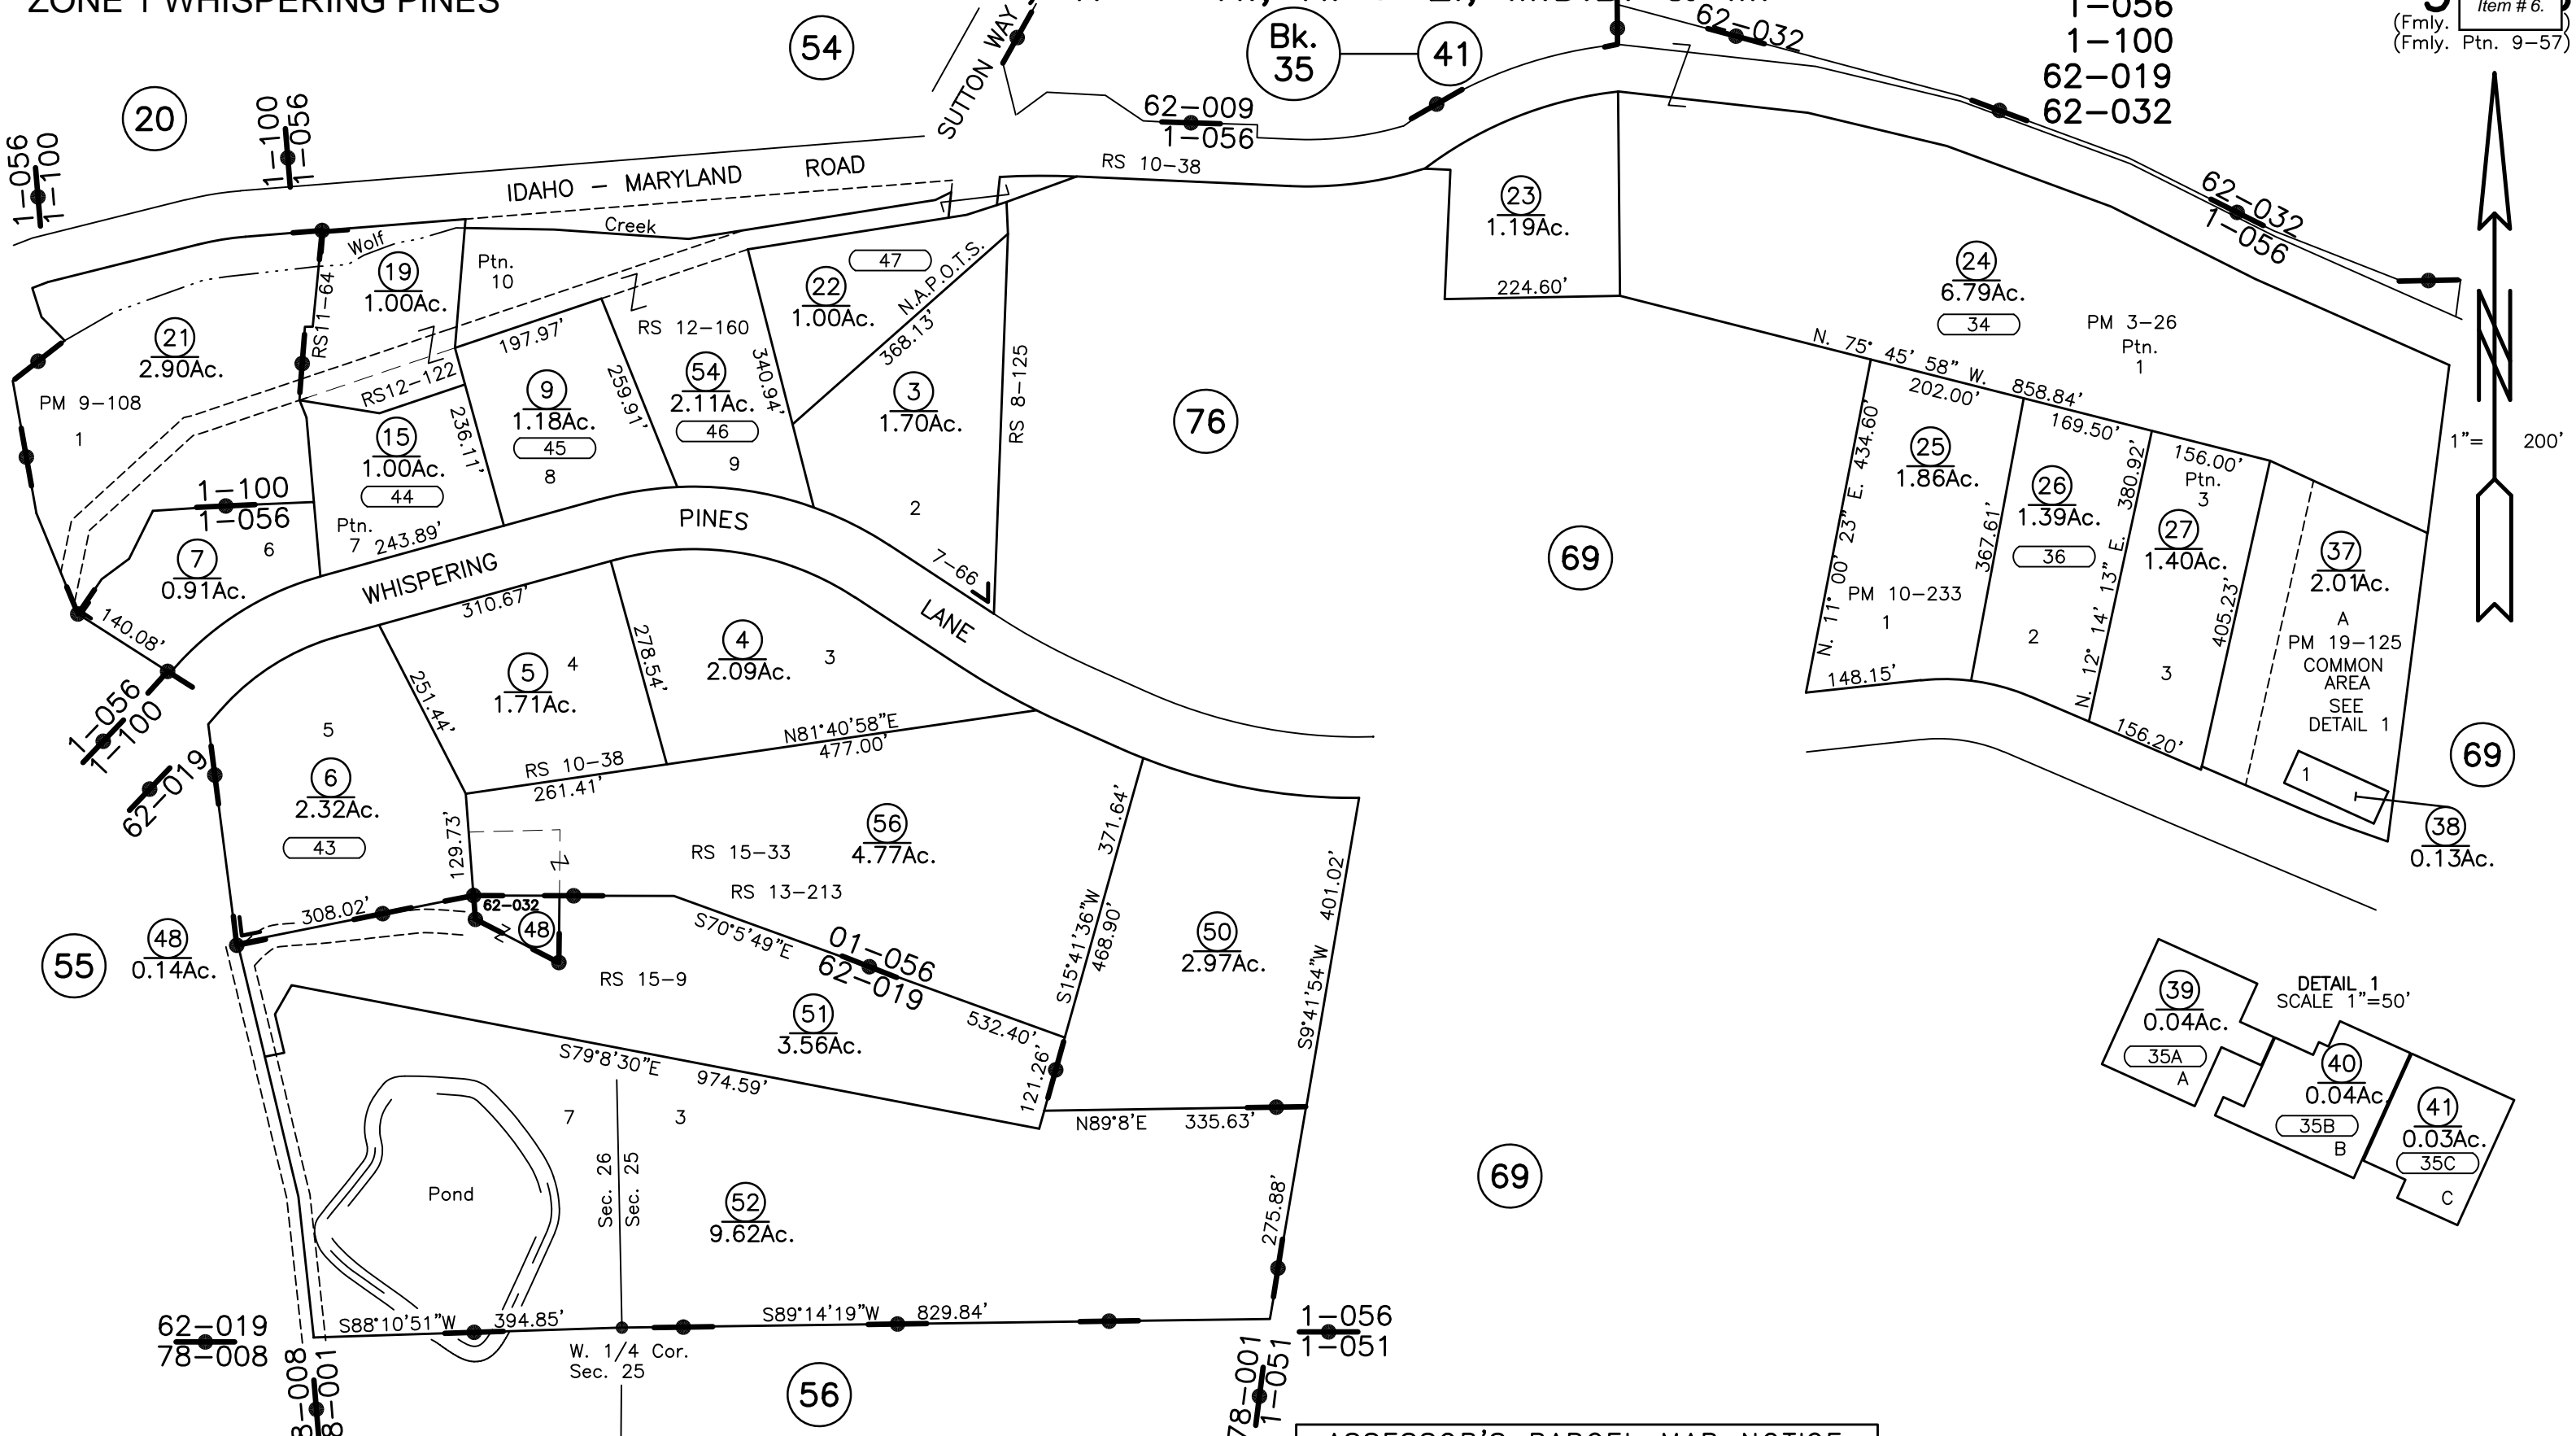 ZONE 1 WHISPERING PINES
1-056
1-100
62-019
62-032
Item # 6.
(Fmly.
(Fmly. Ptn. 9-57)
54
SUTTON WAY
Bk.
35
41
62-032
20
1-056
1-100
1-100
1-056
62-009
1-056
IDAHO - MARYLAND ROAD
RS 10-38
62-032
1-056
Wolf
Creek
19
1.00Ac.
Ptn.
10
RS11-64
47
22
1.00Ac.
N.A.P.O.T.S.
368.13'
23
1.19Ac.
224.60'
24
6.79Ac.
34
PM 3-26
Ptn.
1
21
2.90Ac.
PM 9-108
1
RS12-122
197.97'
RS 12-160
259.91'
340.94'
54
2.11Ac.
46
9
9
1.18Ac.
45
8
236.11'
15
1.00Ac.
44
Ptn.
7
243.89'
3
1.70Ac.
2
RS 8-125
76
N. 75° 45' 58" W. 858.84'
202.00'
169.50'
156.00'
1"= 200'
25
1.86Ac.
N. 11° 00' 23" E. 434.60'
367.61'
PM 10-233
1
148.15'
26
1.39Ac.
36
2
N. 12° 14' 13" E. 380.92'
Ptn.
3
27
1.40Ac.
3
405.23'
156.20'
37
2.01Ac.
A
PM 19-125
COMMON
AREA
SEE
DETAIL 1
1
69
38
0.13Ac.
1-100
1-056
7
0.91Ac.
6
140.08'
WHISPERING PINES LANE
7-66
69
1-056
1-100
62-019
310.67'
251.44'
5
1.71Ac.
4
278.54'
4
2.09Ac.
3
N81°40'58"E
477.00'
RS 10-38
261.41'
5
6
2.32Ac.
43
129.73'
308.02'
62-032
48
55
48
0.14Ac.
56
4.77Ac.
RS 15-33
RS 13-213
371.64'
S15°41'36"W
468.90'
S70°5'49"E
532.40'
01-056
62-019
RS 15-9
51
3.56Ac.
121.26'
50
2.97Ac.
S9°41'54"W 401.02'
N89°8'E 335.63'
275.88'
S79°8'30"E 974.59'
7
3
Sec. 26
Sec. 25
Pond
52
9.62Ac.
69
DETAIL 1
SCALE 1"=50'
39
0.04Ac.
35A
A
40
0.04Ac.
35B
B
41
0.03Ac.
35C
C
S88°10'51"W 394.85'
S89°14'19"W 829.84'
62-019
78-008
W. 1/4 Cor.
Sec. 25
56
1-056
1-051
78-001
1-051
8-008
8-001
ASSESSOR'S PARCEL MAP NOTICE